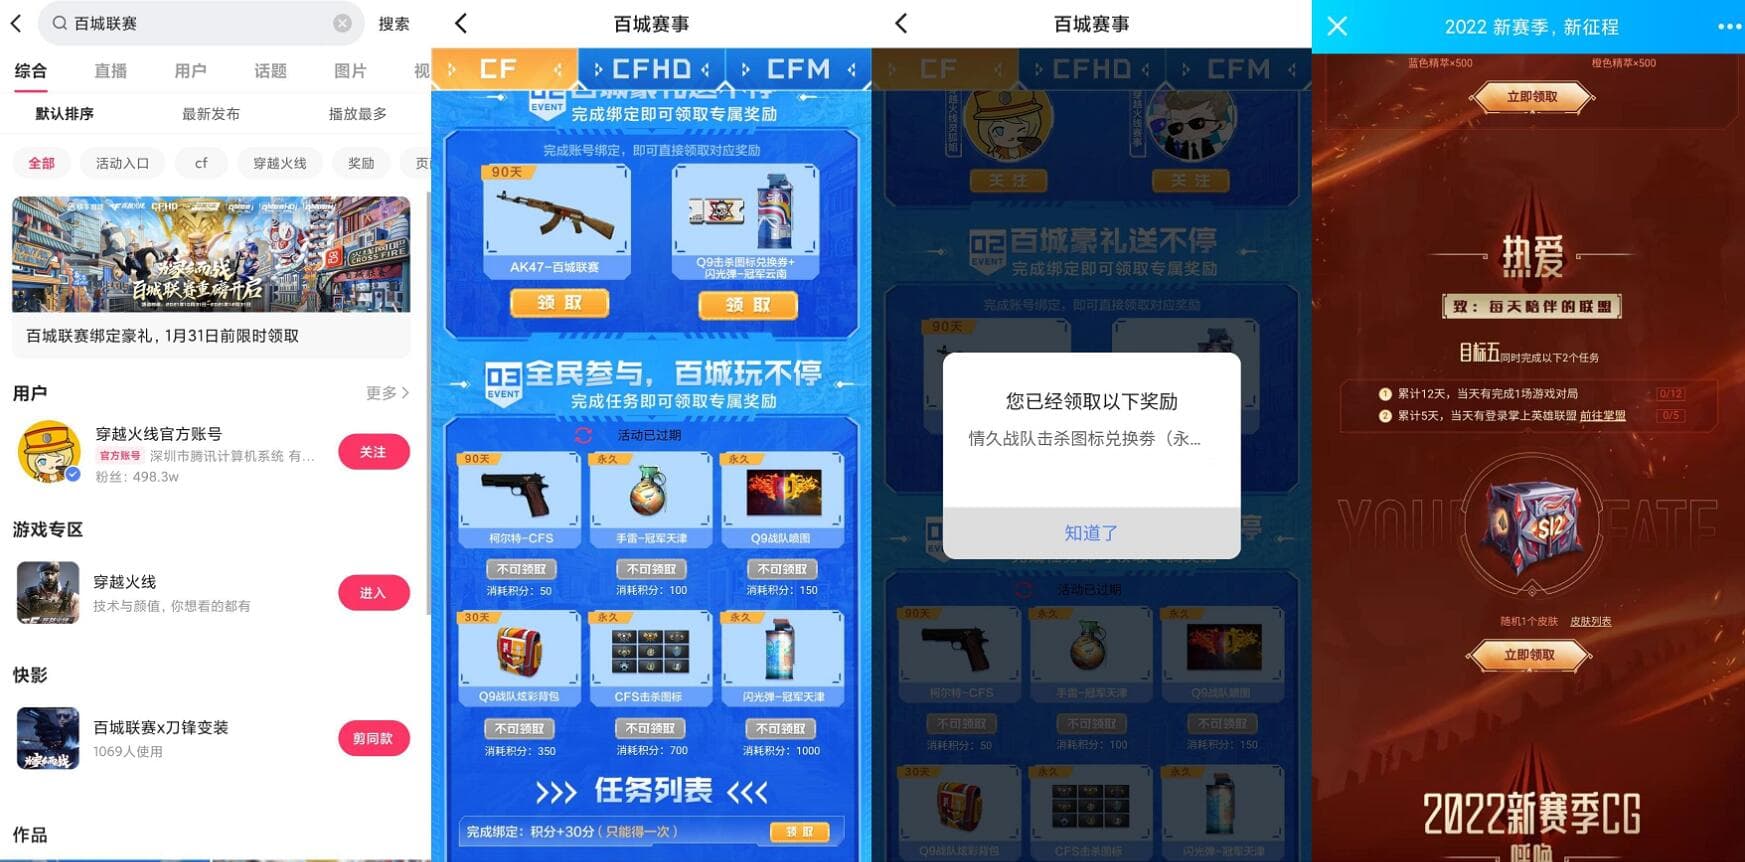 百城联赛
搜索
综合
直播
用户
话题
图片
视
默认排序
最新发布
播放最多
全部
活动入口
cf
穿越火线
奖励
百城联赛重磅开启
CROSS FIRE
百城联赛绑定豪礼，1月31日前限时领取
用户
更多
穿越火线官方账号
官方账号 深圳市腾讯计算机系统 有...
粉丝：498.3w
关注
游戏专区
穿越火线
技术与颜值，你想看的都有
进入
快影
百城联赛x刀锋变装
1069人使用
剪同款
作品
百城赛事
CF
CFHD
CFM
EVENT
完成绑定即可领取专属奖励
完成账号绑定，即可直接领取对应奖励
90天
AK47-百城联赛
Q9击杀图标兑换券+
闪光弹-冠军云南
领取
领取
03
EVENT
全民参与，百城玩不停
完成任务即可领取专属奖励
活动已过期
90天
永久
永久
柯尔特-CFS
手雷-冠军天津
Q9战队喷图
不可领取
不可领取
不可领取
消耗积分：50
消耗积分：100
消耗积分：150
30天
永久
永久
Q9战队炫彩背包
CFS击杀图标
闪光弹-冠军天津
不可领取
不可领取
不可领取
消耗积分：350
消耗积分：700
消耗积分：1000
任务列表
完成绑定：积分+30分（只能得一次）
领取
百城赛事
CF
CFHD
CFM
关注
关注
02
EVENT
百城豪礼送不停
完成绑定即可领取专属奖励
完成账号绑定，即可直接领取对应奖励
90天
您已经领取以下奖励
情久战队击杀图标兑换券（永...
知道了
活动已过期
90天
永久
永久
柯尔特-CFS
手雷-冠军天津
Q9战队喷图
不可领取
不可领取
不可领取
消耗积分：50
消耗积分：100
消耗积分：150
30天
永久
永久
Q9战队炫彩背包
CFS击杀图标
闪光弹-冠军天津
2022 新赛季，新征程
蓝色精萃×500
橙色精萃×500
立即领取
热爱
致：每天陪伴的联盟
目标五同时完成以下2个任务
1 累计12天，当天有完成1场游戏对局
0/12
2 累计5天，当天有登录掌上英雄联盟 前往掌盟
0/5
S12
随机1个皮肤 皮肤列表
立即领取
2022新赛季CG